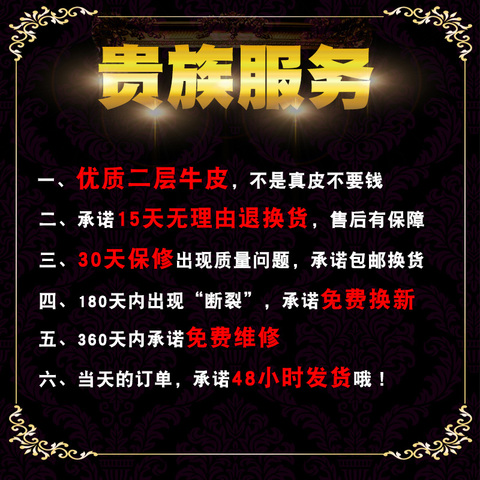 贵族服务
一、优质二层牛皮，不是真皮不要钱
二、承诺15天无理由退换货，售后有保障
三、30天保修出现质量问题，承诺包邮换货
四、180天内出现“断裂”，承诺免费换新
五、360天内承诺免费维修
六、当天的订单，承诺48小时发货哦！